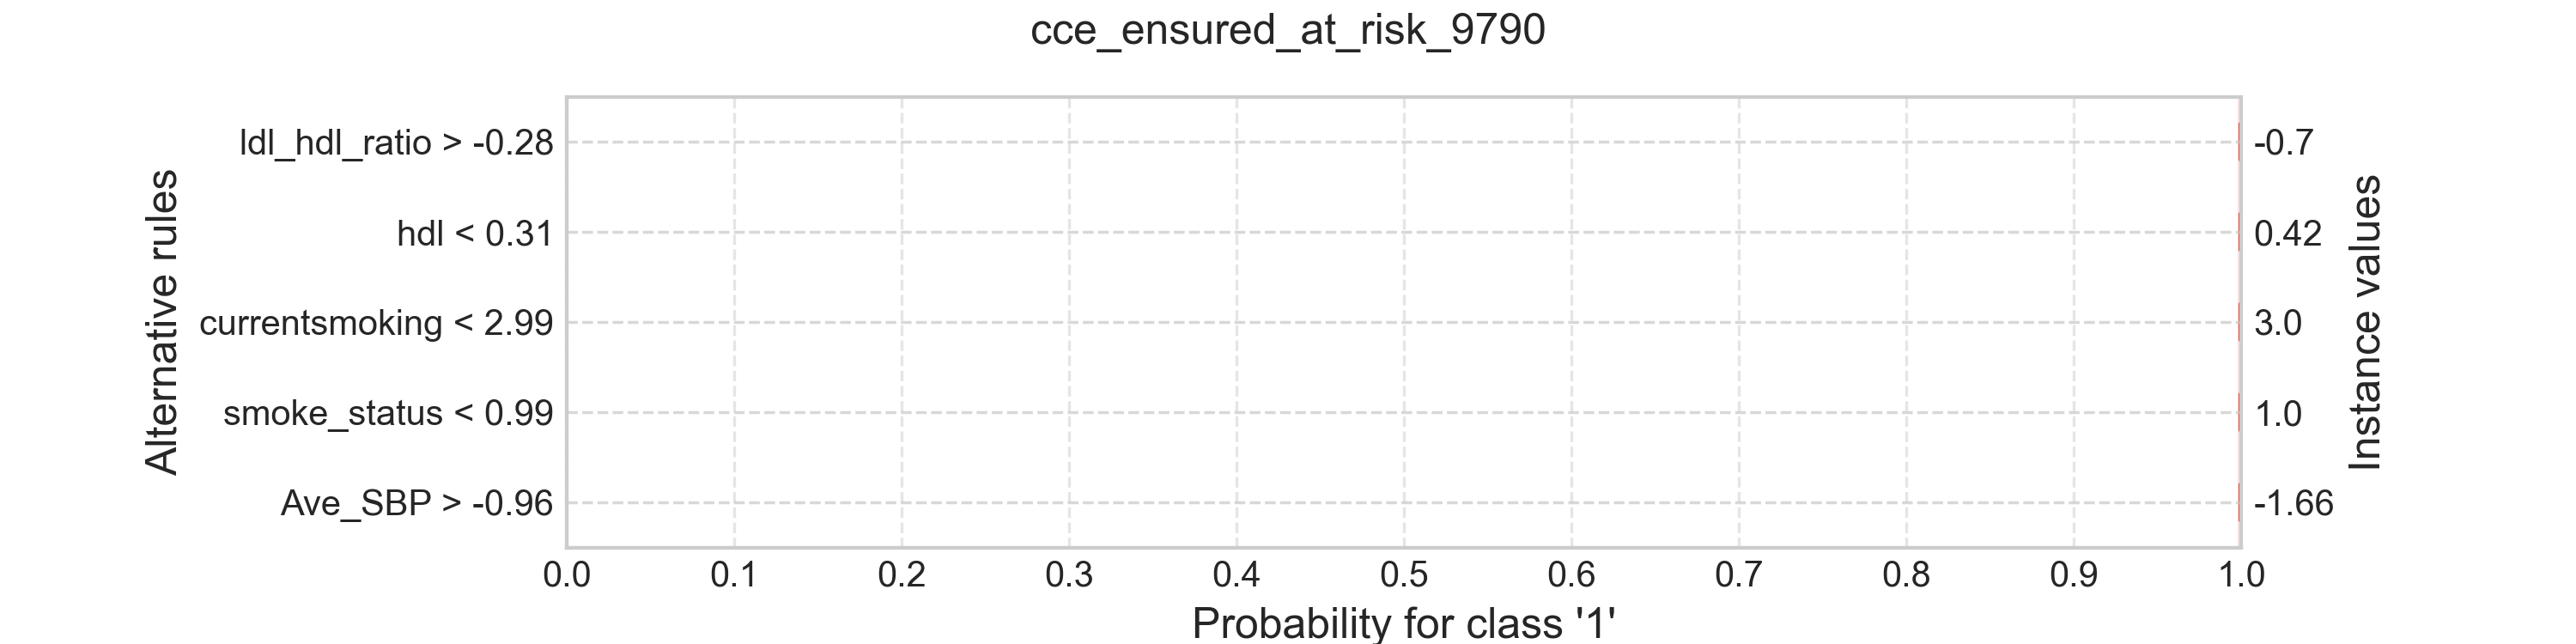 cce_ensured_at_risk_9790
Alternative rules
ldl_hdl_ratio > -0.28
-0.7
hdl < 0.31
0.42
currentsmoking < 2.99
3.0
smoke_status < 0.99
1.0
Ave_SBP > -0.96
-1.66
Instance values
0.0 0.1 0.2 0.3 0.4 0.5 0.6 0.7 0.8 0.9 1.0
Probability for class '1'